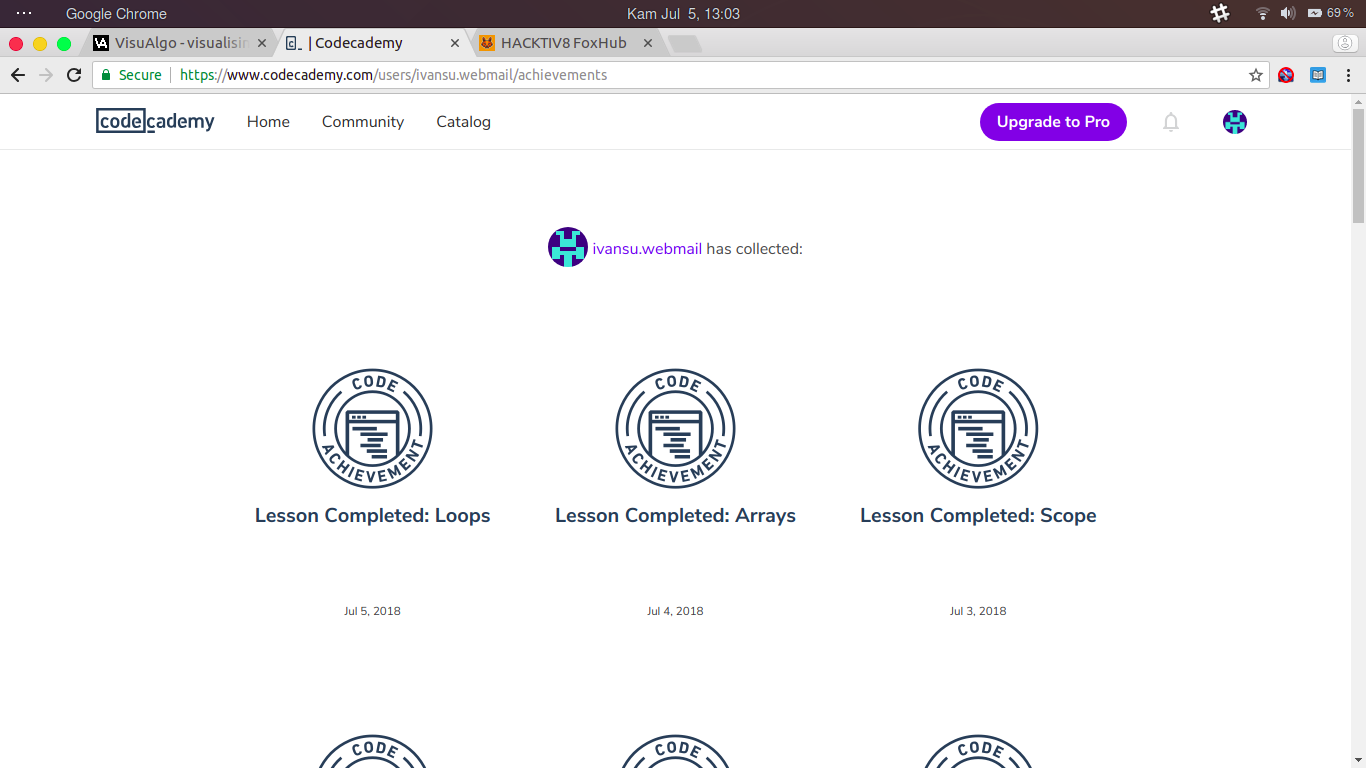 Google Chrome Kam Jul 5, 13:03 69 %
VisuAlgo - visualisin | Codecademy HACKTIV8 FoxHub
Secure https://www.codecademy.com/users/ivansu.webmail/achievements
codecademy Home Community Catalog Upgrade to Pro
ivansu.webmail has collected:
CODE ACHIEVEMENT CODE ACHIEVEMENT CODE ACHIEVEMENT
Lesson Completed: Loops Lesson Completed: Arrays Lesson Completed: Scope
Jul 5, 2018 Jul 4, 2018 Jul 3, 2018
CODE CODE CODE